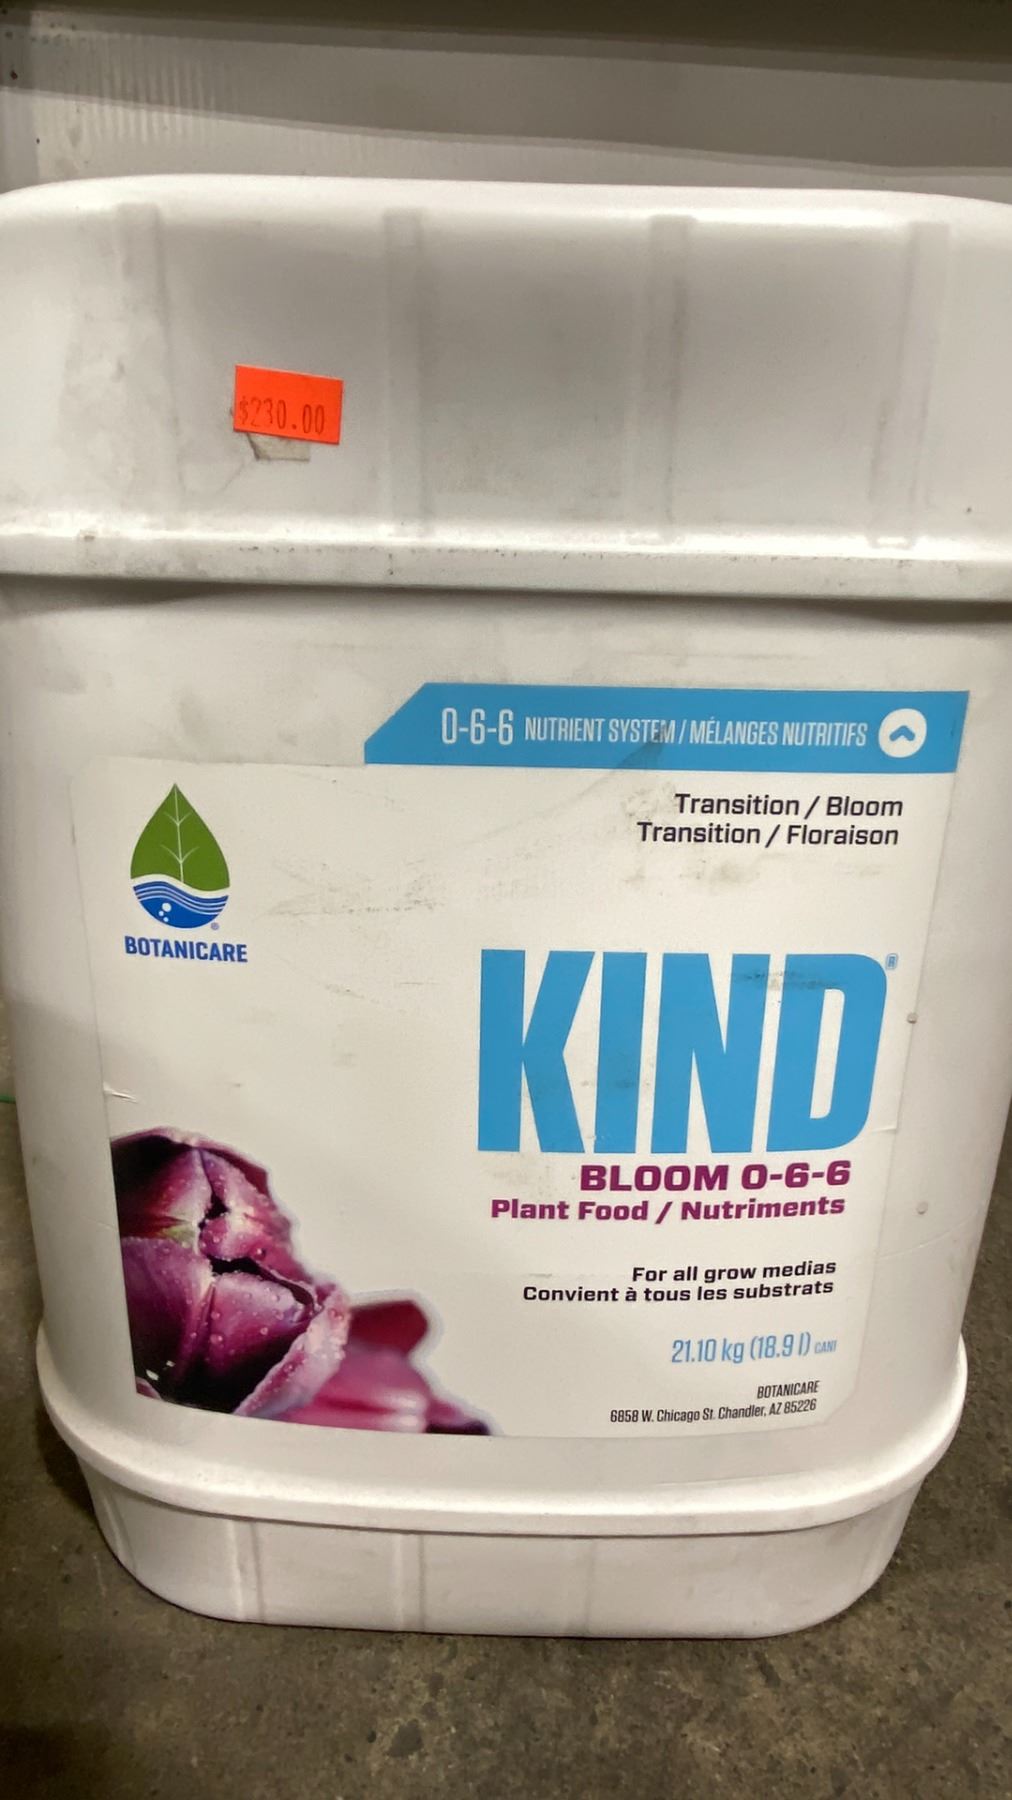 $230.00
0-6-6 NUTRIENT SYSTEM / MÉLANGES NUTRITIFS
Transition / Bloom
Transition / Floraison
BOTANICARE®
KIND®
BLOOM 0-6-6
Plant Food / Nutriments
For all grow medias
Convient à tous les substrats
21.10 kg (18.9 l) CAN1
BOTANICARE
6858 W. Chicago St. Chandler, AZ 85226